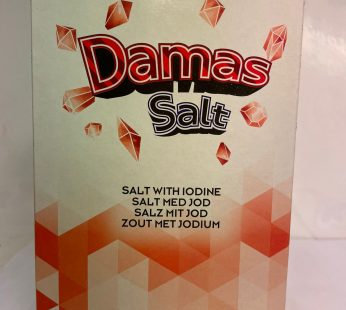 Damas
Salt
SALT WITH IODINE
SALT MED JOD
SALZ MIT JOD
ZOUT MET JODIUM